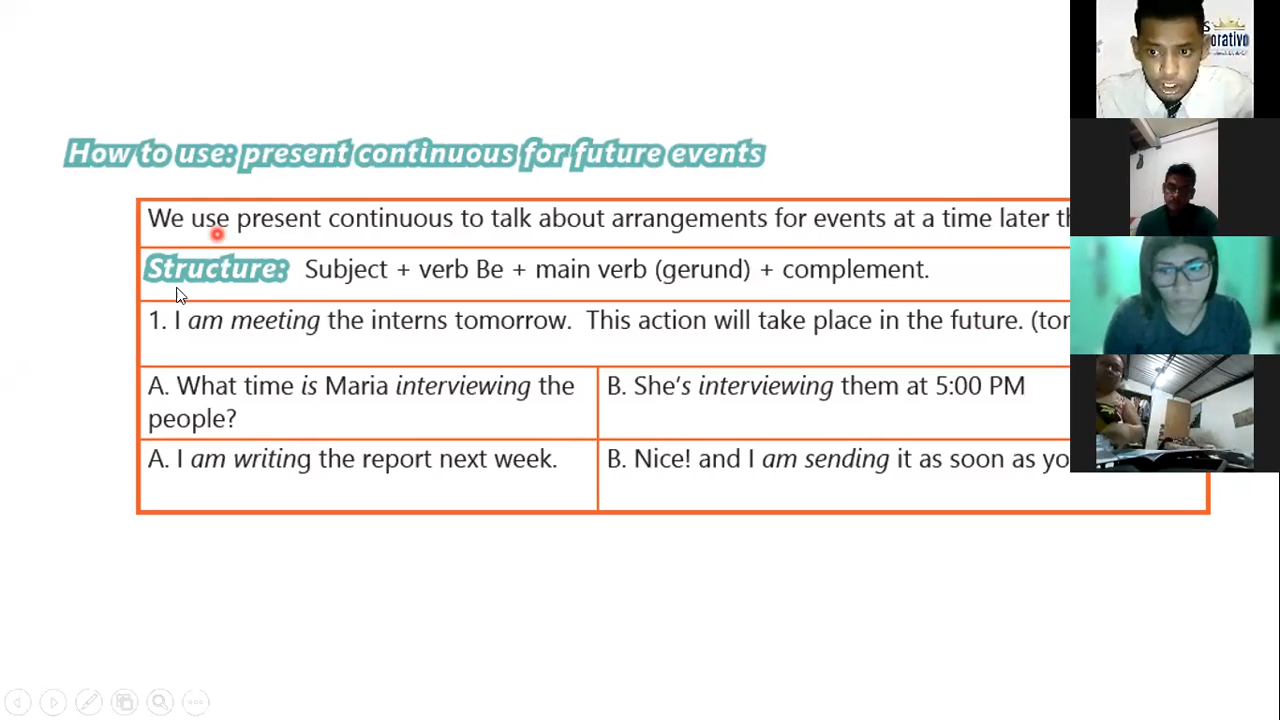 How to use: present continuous for future events
We use present continuous to talk about arrangements for events at a time later
Structure: Subject + verb Be + main verb (gerund) + complement.
1. I am meeting the interns tomorrow. This action will take place in the future.
A. What time is Maria interviewing the
people?
B. She's interviewing them at 5:00 PM
A. I am writing the report next week.
B. Nice! and I am sending it as soon as
orativo